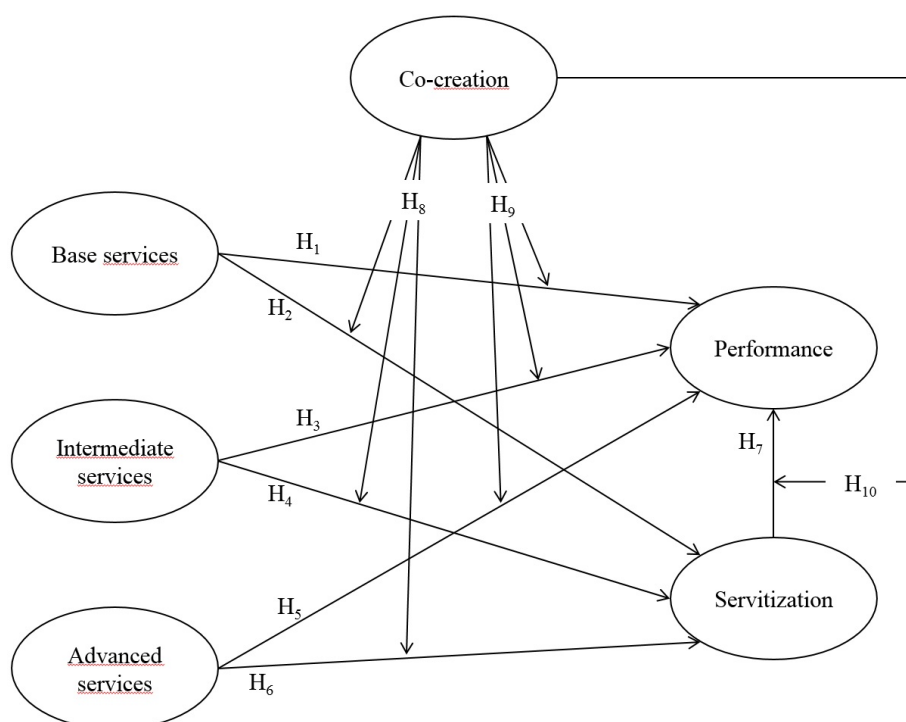 Co-creation
H₈
H₉
Base services
H₁
H₂
Performance
Intermediate
services
H₃
H₄
H₇
H₁₀
Servitization
Advanced
services
H₅
H₆